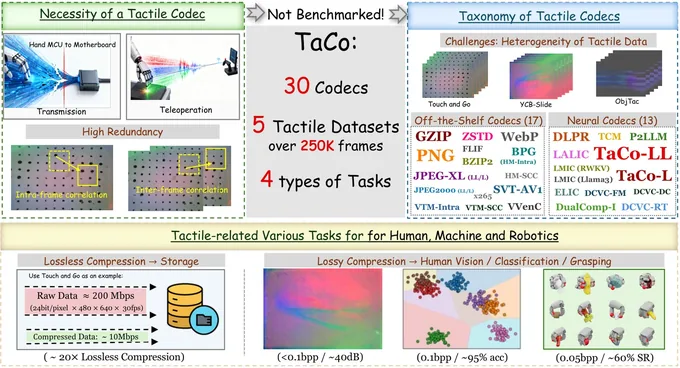 Necessity of a Tactile Codec
Hand MCU to Motherboard
Transmission
Teleoperation
High Redundancy
Intra-frame correlation
Inter-frame correlation
Not Benchmarked!
TaCo:
30 Codecs
5 Tactile Datasets
over 250K frames
4 types of Tasks
Taxonomy of Tactile Codecs
Challenges: Heterogeneity of Tactile Data
Touch and Go
YCB-Slide
ObjTac
Off-the-Shelf Codecs (17)
GZIP ZSTD WebP
PNG FLIF BPG
BZIP2 (HM-Intra)
JPEG-XL (LL/L) HM-SCC
JPEG2000 (LL/L) x265 SVT-AV1
VTM-Intra VTM-SCC VVenC
Neural Codecs (13)
DLPR TCM P2LLM
LALIC TaCo-LL
LMIC (RWKV)
LMIC (Llama3) TaCo-L
ELIC DCVC-FM DCVC-DC
DualComp-I DCVC-RT
Tactile-related Various Tasks for for Human, Machine and Robotics
Lossless Compression → Storage
Use Touch and Go as an example:
Raw Data ≈ 200 Mbps
(24bit/pixel × 480 × 640 × 30fps)
Compressed Data: ~ 10Mbps
( ~ 20× Lossless Compression)
Lossy Compression → Human Vision / Classification / Grasping
(<0.1bpp / ~40dB)
(0.1bpp / ~95% acc)
(0.05bpp / ~60% SR)